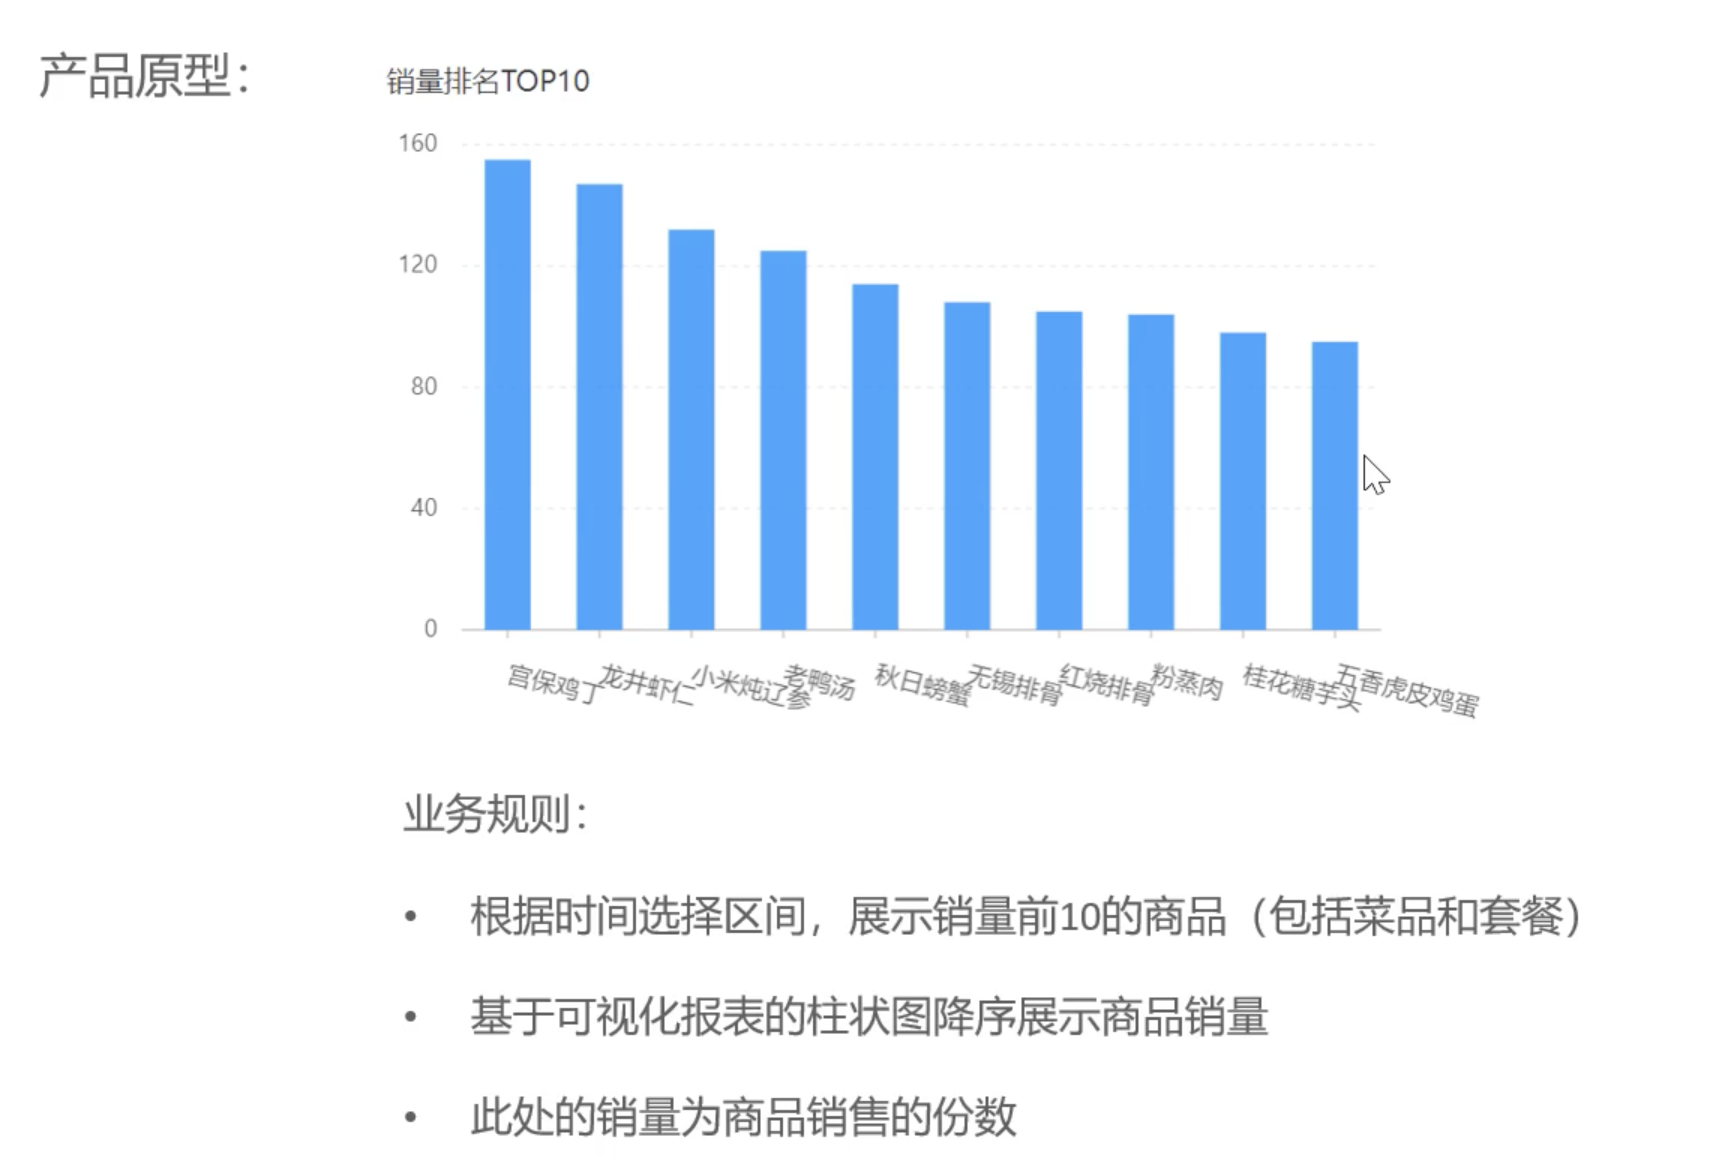 产品原型：
销量排名TOP10
160
120
80
40
0
宫保鸡丁
龙井虾仁
小米炖辽参
老鸭汤
秋日螃蟹
无锡排骨
红烧排骨
粉蒸肉
桂花糖芋头
五香虎皮鸡蛋
业务规则：
• 根据时间选择区间，展示销量前10的商品（包括菜品和套餐）
• 基于可视化报表的柱状图降序展示商品销量
• 此处的销量为商品销售的份数